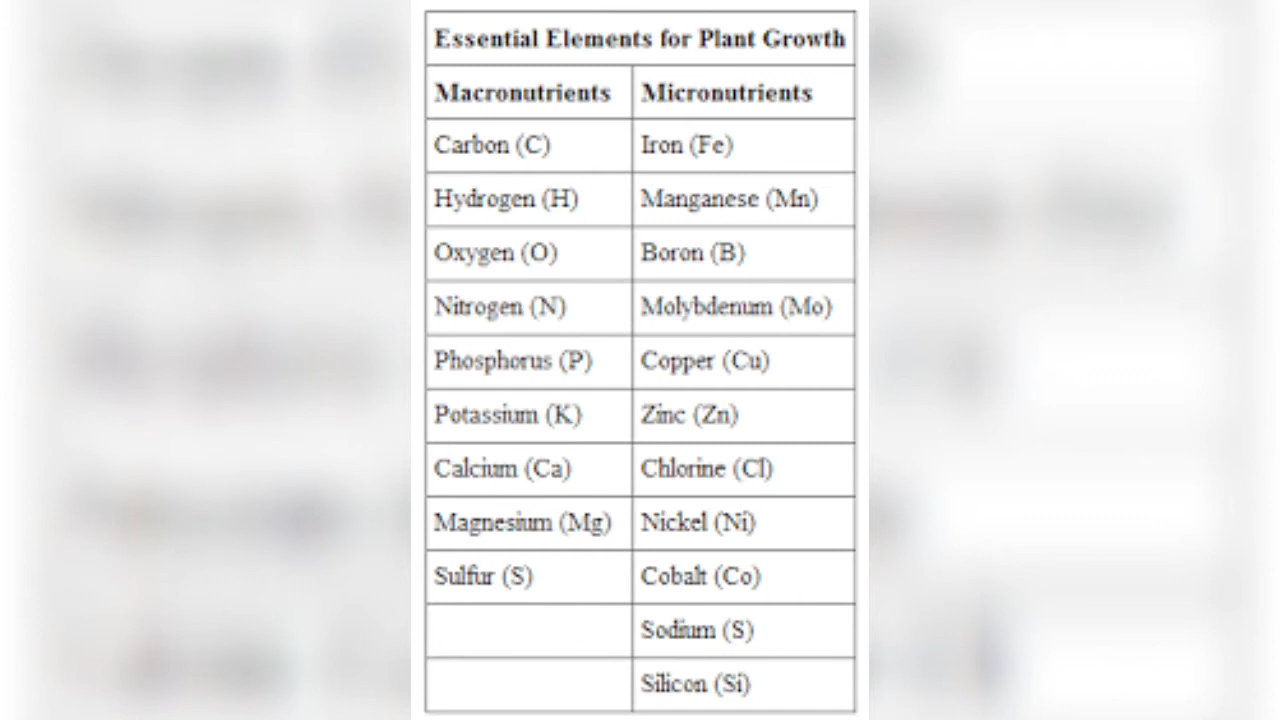 Essential Elements for Plant Growth
Macronutrients Micronutrients
Carbon (C) Iron (Fe)
Hydrogen (H) Manganese (Mn)
Oxygen (O) Boron (B)
Nitrogen (N) Molybdenum (Mo)
Phosphorus (P) Copper (Cu)
Potassium (K) Zinc (Zn)
Calcium (Ca) Chlorine (Cl)
Magnesium (Mg) Nickel (Ni)
Sulfur (S) Cobalt (Co)
Sodium (S)
Silicon (Si)